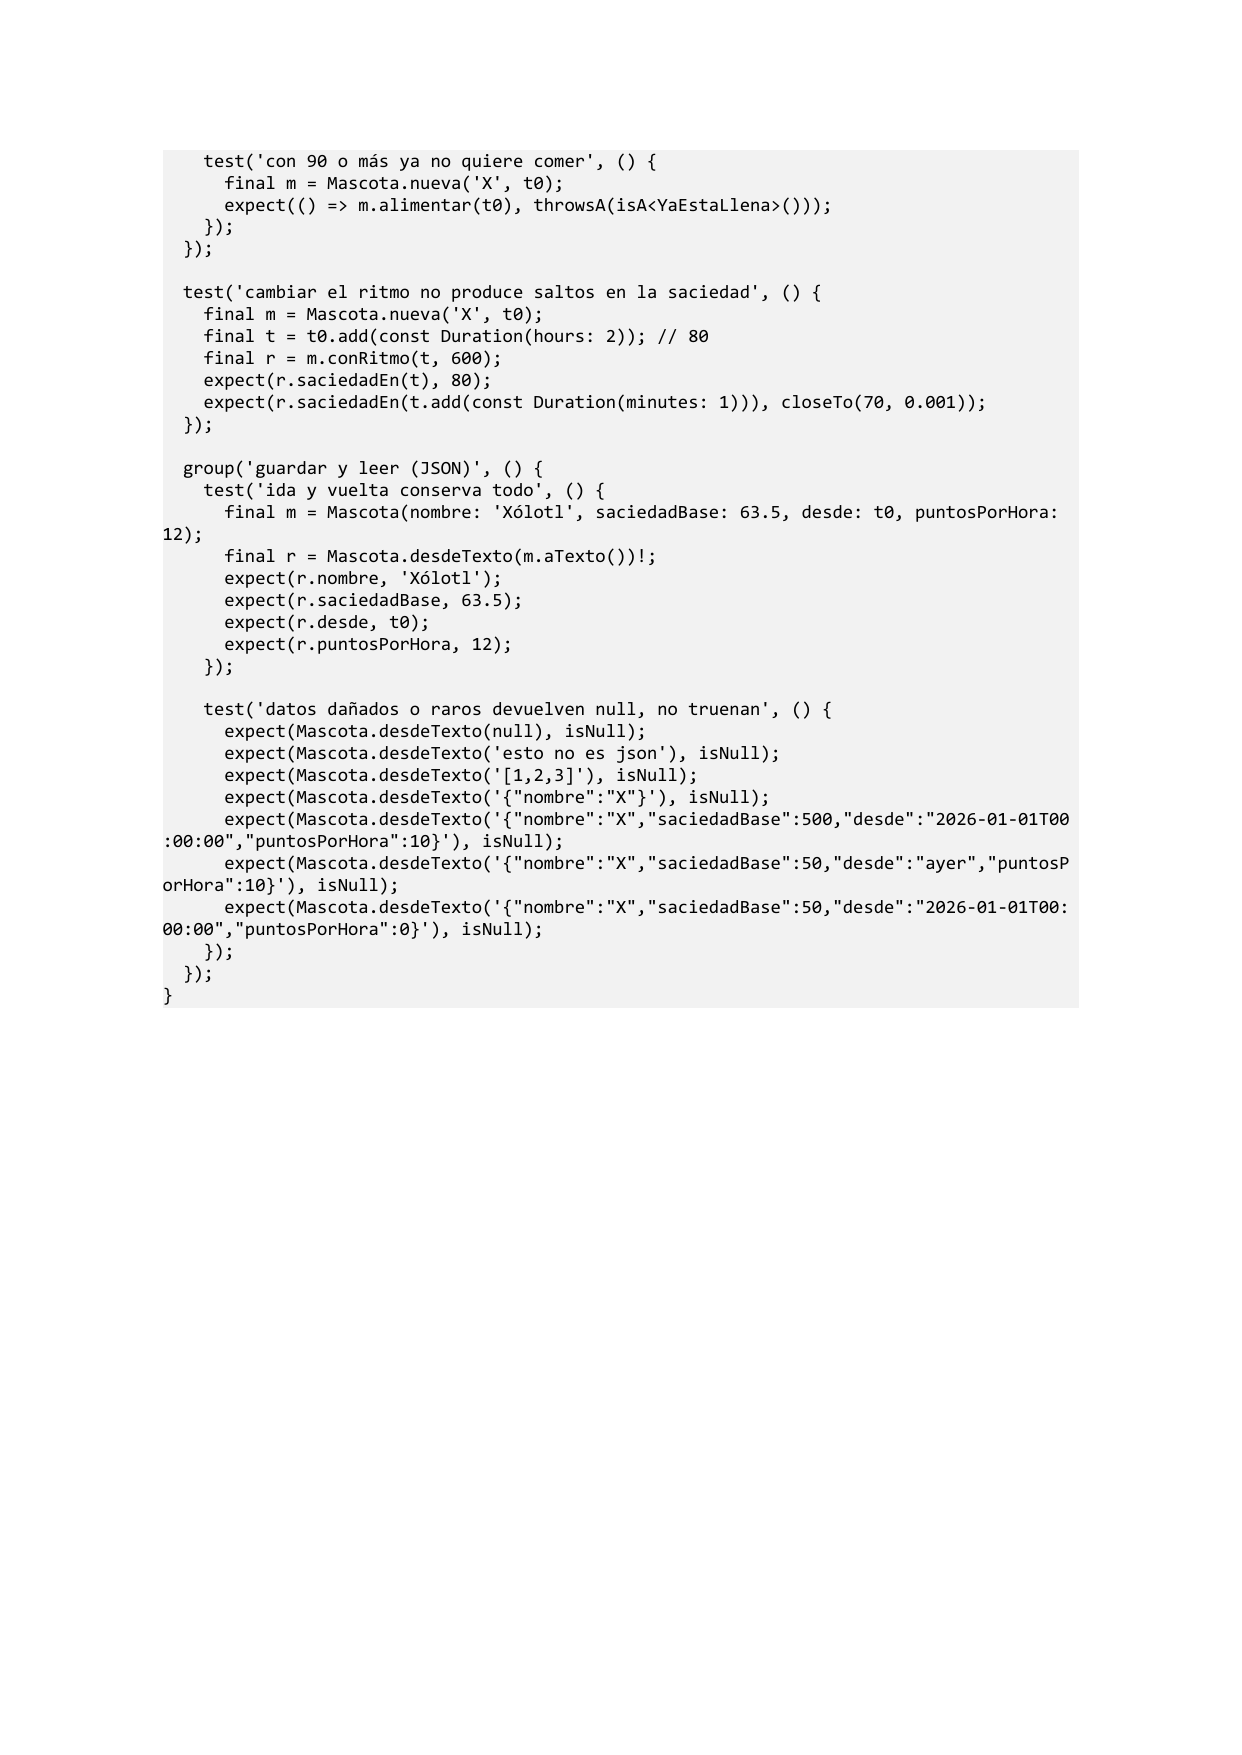 test('con 90 o más ya no quiere comer', () {
      final m = Mascota.nueva('X', t0);
      expect(() => m.alimentar(t0), throwsA(isA<YaEstaLlena>()));
    });
  });

  test('cambiar el ritmo no produce saltos en la saciedad', () {
    final m = Mascota.nueva('X', t0);
    final t = t0.add(const Duration(hours: 2)); // 80
    final r = m.conRitmo(t, 600);
    expect(r.saciedadEn(t), 80);
    expect(r.saciedadEn(t.add(const Duration(minutes: 1))), closeTo(70, 0.001));
  });

  group('guardar y leer (JSON)', () {
    test('ida y vuelta conserva todo', () {
      final m = Mascota(nombre: 'Xólotl', saciedadBase: 63.5, desde: t0, puntosPorHora:
12);
      final r = Mascota.desdeTexto(m.aTexto())!;
      expect(r.nombre, 'Xólotl');
      expect(r.saciedadBase, 63.5);
      expect(r.desde, t0);
      expect(r.puntosPorHora, 12);
    });

    test('datos dañados o raros devuelven null, no truenan', () {
      expect(Mascota.desdeTexto(null), isNull);
      expect(Mascota.desdeTexto('esto no es json'), isNull);
      expect(Mascota.desdeTexto('[1,2,3]'), isNull);
      expect(Mascota.desdeTexto('{"nombre":"X"}'), isNull);
      expect(Mascota.desdeTexto('{"nombre":"X","saciedadBase":500,"desde":"2026-01-01T00
:00:00","puntosPorHora":10}'), isNull);
      expect(Mascota.desdeTexto('{"nombre":"X","saciedadBase":50,"desde":"ayer","puntosP
orHora":10}'), isNull);
      expect(Mascota.desdeTexto('{"nombre":"X","saciedadBase":50,"desde":"2026-01-01T00:
00:00","puntosPorHora":0}'), isNull);
    });
  });
}